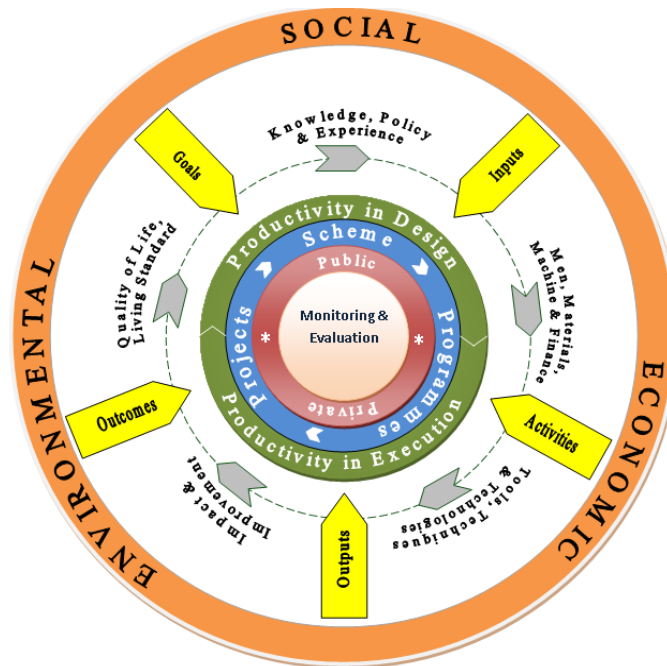 SOCIAL
ECONOMIC
ENVIRONMENTAL
Goals
Knowledge, Policy
& Experience
Inputs
Men, Materials,
Machine & Finance
Activities
Tools, Techniques
& Technologies
Outputs
Impact &
Improvement
Outcomes
Quality of Life,
Living Standard
Productivity in Design
Productivity in Execution
Scheme
Programmes
Projects
Public
*
*
Private
Monitoring &
Evaluation